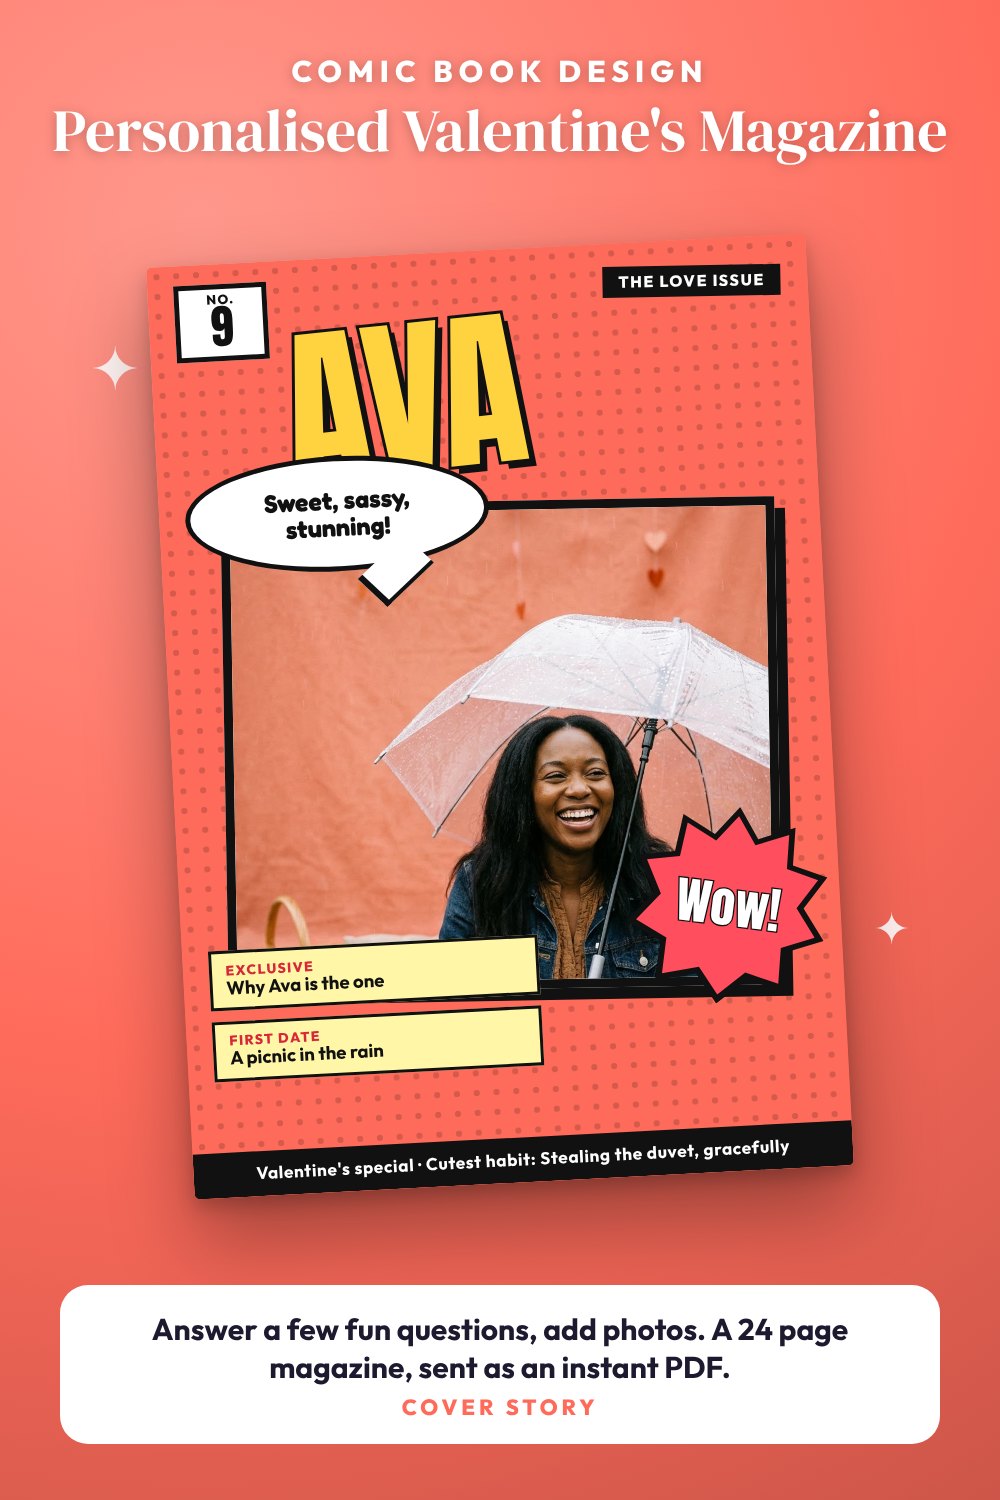 COMIC BOOK DESIGN
Personalised Valentine's Magazine
NO.
9
THE LOVE ISSUE
AVA
Sweet, sassy,
stunning!
Wow!
EXCLUSIVE
Why Ava is the one
FIRST DATE
A picnic in the rain
Valentine's special · Cutest habit: Stealing the duvet, gracefully
Answer a few fun questions, add photos. A 24 page
magazine, sent as an instant PDF.
COVER STORY